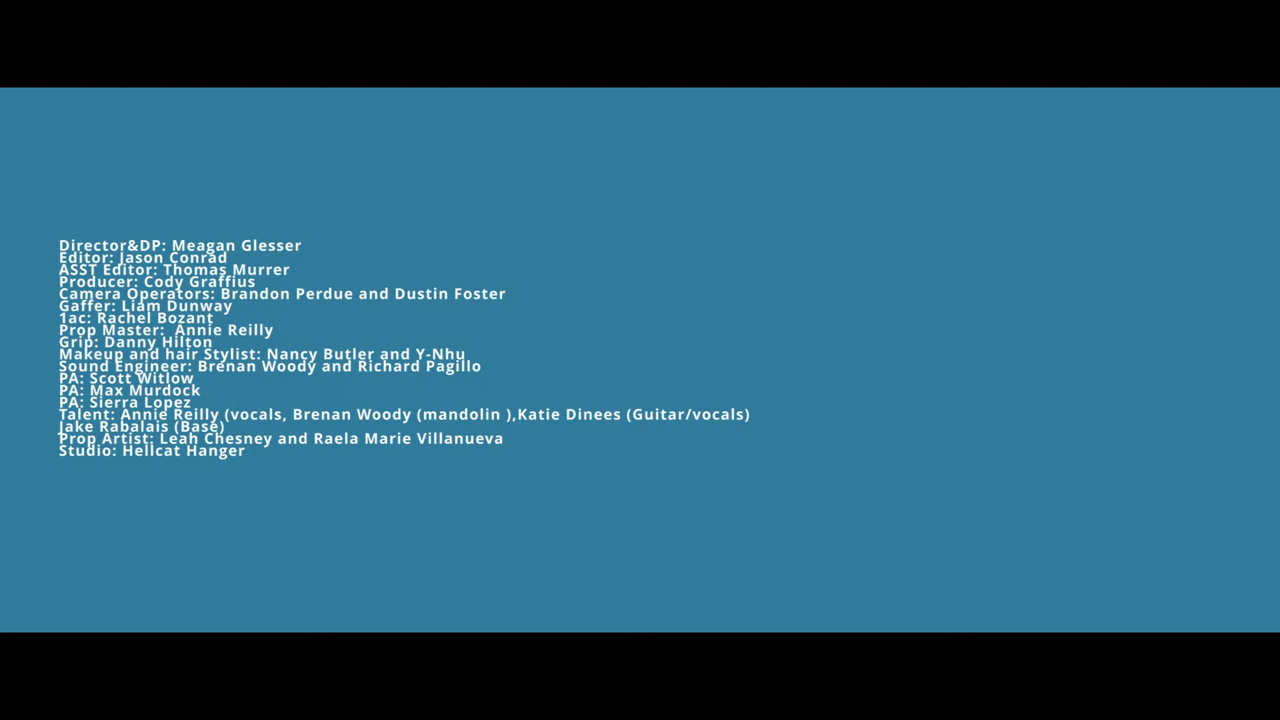 Director&DP: Meagan Glesser
Editor: Jason Conrad
ASST Editor: Thomas Murrer
Producer: Cody Graffius
Camera Operators: Brandon Perdue and Dustin Foster
Gaffer: Liam Dunway
1ac: Rachel Bozant
Prop Master:  Annie Reilly
Grip: Danny Hilton
Makeup and hair Stylist: Nancy Butler and Y-Nhu
Sound Engineer: Brenan Woody and Richard Pagillo
PA: Scott Witlow
PA: Max Murdock
PA: Sierra Lopez
Talent: Annie Reilly (vocals, Brenan Woody (mandolin ),Katie Dinees (Guitar/vocals)
Jake Rabalais (Base)
Prop Artist: Leah Chesney and Raela Marie Villanueva
Studio: Hellcat Hanger